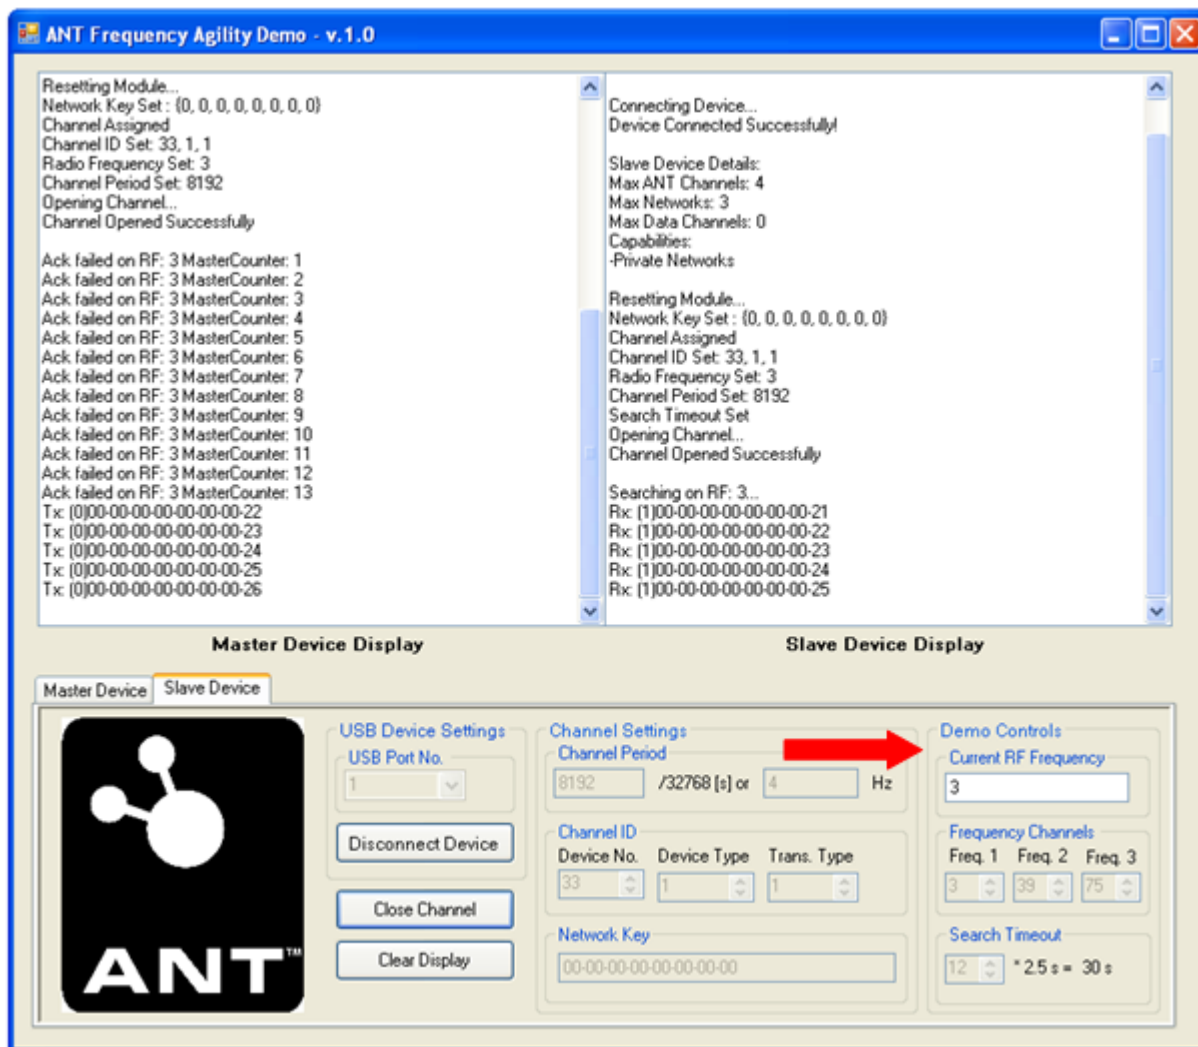 ANT Frequency Agility Demo - v.1.0
Resetting Module...
Network Key Set : {0, 0, 0, 0, 0, 0, 0, 0}
Channel Assigned
Channel ID Set: 33, 1, 1
Radio Frequency Set: 3
Channel Period Set: 8192
Opening Channel...
Channel Opened Successfully
Ack failed on RF: 3 MasterCounter: 1
Ack failed on RF: 3 MasterCounter: 2
Ack failed on RF: 3 MasterCounter: 3
Ack failed on RF: 3 MasterCounter: 4
Ack failed on RF: 3 MasterCounter: 5
Ack failed on RF: 3 MasterCounter: 6
Ack failed on RF: 3 MasterCounter: 7
Ack failed on RF: 3 MasterCounter: 8
Ack failed on RF: 3 MasterCounter: 9
Ack failed on RF: 3 MasterCounter: 10
Ack failed on RF: 3 MasterCounter: 11
Ack failed on RF: 3 MasterCounter: 12
Ack failed on RF: 3 MasterCounter: 13
Tx: (0)00-00-00-00-00-00-00-22
Tx: (0)00-00-00-00-00-00-00-23
Tx: (0)00-00-00-00-00-00-00-24
Tx: (0)00-00-00-00-00-00-00-25
Tx: (0)00-00-00-00-00-00-00-26
Master Device Display
Connecting Device...
Device Connected Successfully!
Slave Device Details:
Max ANT Channels: 4
Max Networks: 3
Max Data Channels: 0
Capabilities:
-Private Networks
Resetting Module...
Network Key Set : {0, 0, 0, 0, 0, 0, 0, 0}
Channel Assigned
Channel ID Set: 33, 1, 1
Radio Frequency Set: 3
Channel Period Set: 8192
Search Timeout Set
Opening Channel...
Channel Opened Successfully
Searching on RF: 3...
Rx: (1)00-00-00-00-00-00-00-21
Rx: (1)00-00-00-00-00-00-00-22
Rx: (1)00-00-00-00-00-00-00-23
Rx: (1)00-00-00-00-00-00-00-24
Rx: (1)00-00-00-00-00-00-00-25
Slave Device Display
Master Device Slave Device
ANT™
USB Device Settings
USB Port No.
1
Disconnect Device
Close Channel
Clear Display
Channel Settings
Channel Period
8192 /32768 [s] or 4 Hz
Channel ID
Device No. Device Type Trans. Type
33 1 1
Network Key
00-00-00-00-00-00-00-00
Demo Controls
Current RF Frequency
3
Frequency Channels
Freq. 1 Freq. 2 Freq. 3
3 39 75
Search Timeout
12 * 2.5 s = 30 s